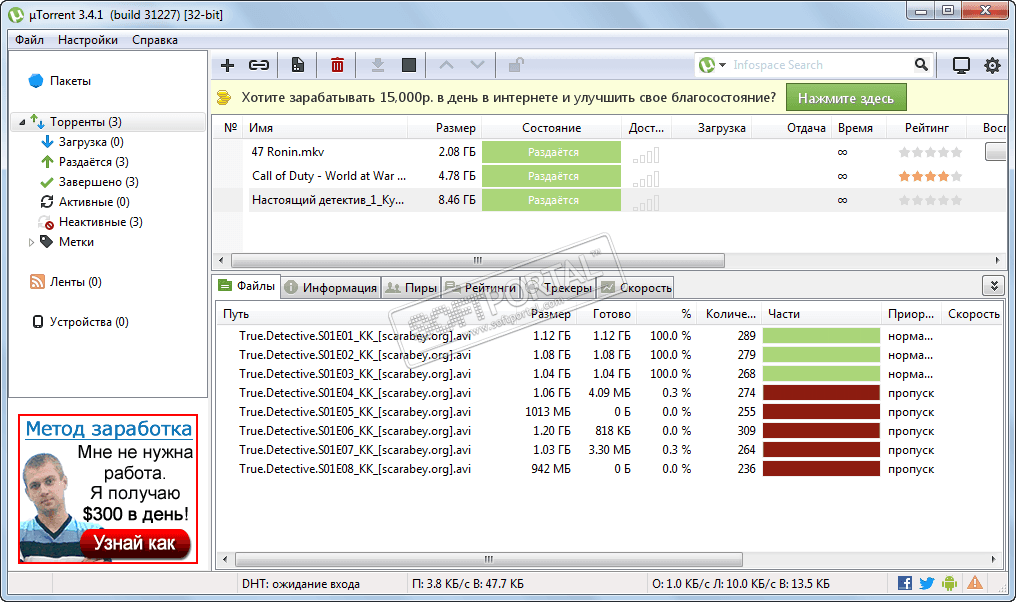 µTorrent 3.4.1 (build 31227) [32-bit]
Файл Настройки Справка
Infospace Search
Пакеты
Торренты (3)
Загрузка (0)
Раздаётся (3)
Завершено (3)
Активные (0)
Неактивные (3)
Метки
Ленты (0)
Устройства (0)
Хотите зарабатывать 15,000р. в день в интернете и улучшить свое благосостояние? Нажмите здесь
№ Имя Размер Состояние Дост... Загрузка Отдача Время Рейтинг Восп
47 Ronin.mkv 2.08 ГБ Раздаётся ∞
Call of Duty - World at War ... 4.78 ГБ Раздаётся ∞
Настоящий детектив_1_Ку... 8.46 ГБ Раздаётся ∞
Файлы Информация Пиры Рейтинги Трекеры Скорость
Путь Размер Готово % Количе... Части Приор... Скорость
True.Detective.S01E01_KK_[scarabey.org].avi 1.12 ГБ 1.12 ГБ 100.0 % 289 норма...
True.Detective.S01E02_KK_[scarabey.org].avi 1.08 ГБ 1.08 ГБ 100.0 % 279 норма...
True.Detective.S01E03_KK_[scarabey.org].avi 1.04 ГБ 1.04 ГБ 100.0 % 268 норма...
True.Detective.S01E04_KK_[scarabey.org].avi 1.06 ГБ 4.09 МБ 0.3 % 274 пропуск
True.Detective.S01E05_KK_[scarabey.org].avi 1013 МБ 0 Б 0.0 % 255 пропуск
True.Detective.S01E06_KK_[scarabey.org].avi 1.20 ГБ 818 КБ 0.0 % 309 пропуск
True.Detective.S01E07_KK_[scarabey.org].avi 1.03 ГБ 3.30 МБ 0.3 % 264 пропуск
True.Detective.S01E08_KK_[scarabey.org].avi 942 МБ 0 Б 0.0 % 236 пропуск
SOFTPORTAL™
www.softportal.com
Метод заработка
Мне не нужна
работа.
Я получаю
$300 в день!
Узнай как
DHT: ожидание входа П: 3.8 КБ/с В: 47.7 КБ О: 1.0 КБ/с Л: 10.0 КБ/с В: 13.5 КБ